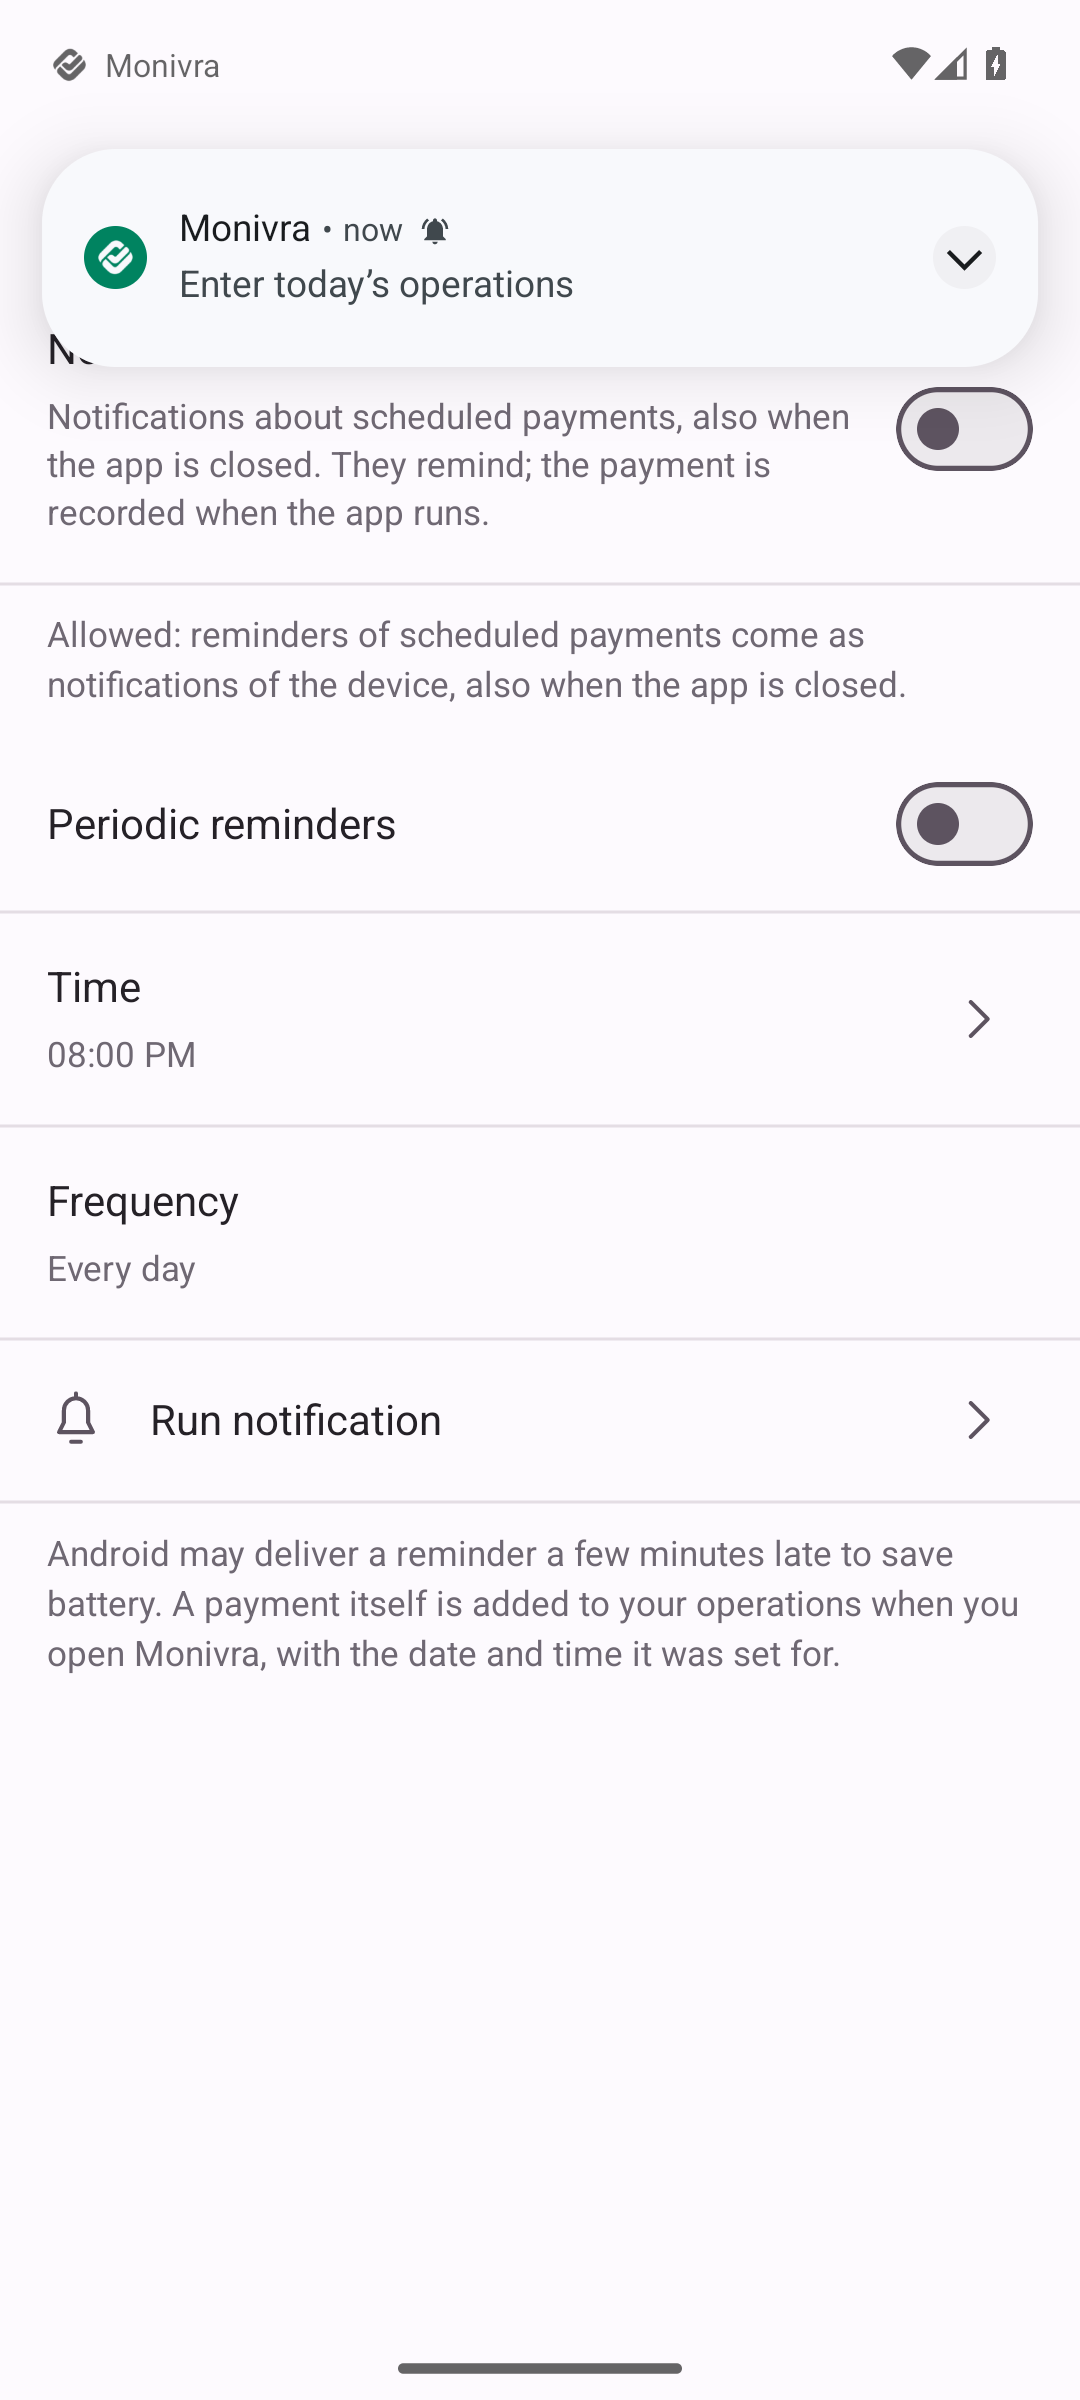 Monivra
Monivra • now
Enter today’s operations
Notifications about scheduled payments, also when
the app is closed. They remind; the payment is
recorded when the app runs.
Allowed: reminders of scheduled payments come as
notifications of the device, also when the app is closed.
Periodic reminders
Time
08:00 PM
Frequency
Every day
Run notification
Android may deliver a reminder a few minutes late to save
battery. A payment itself is added to your operations when you
open Monivra, with the date and time it was set for.